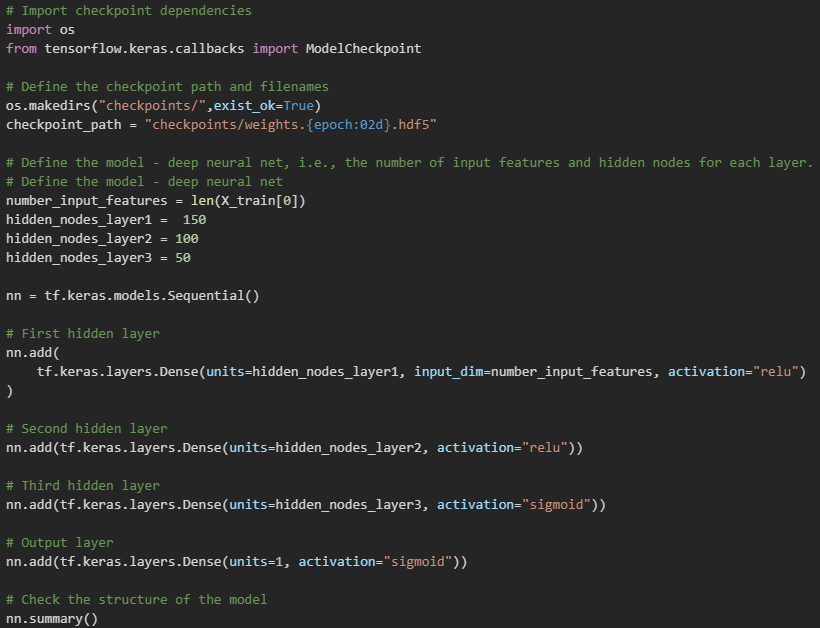 # Import checkpoint dependencies
import os
from tensorflow.keras.callbacks import ModelCheckpoint
# Define the checkpoint path and filenames
os.makedirs("checkpoints/",exist_ok=True)
checkpoint_path = "checkpoints/weights.{epoch:02d}.hdf5"
# Define the model - deep neural net, i.e., the number of input features and hidden nodes for each layer.
# Define the model - deep neural net
number_input_features = len(X_train[0])
hidden_nodes_layer1 =  150
hidden_nodes_layer2 = 100
hidden_nodes_layer3 = 50
nn = tf.keras.models.Sequential()
# First hidden layer
nn.add(
    tf.keras.layers.Dense(units=hidden_nodes_layer1, input_dim=number_input_features, activation="relu")
)
# Second hidden layer
nn.add(tf.keras.layers.Dense(units=hidden_nodes_layer2, activation="relu"))
# Third hidden layer
nn.add(tf.keras.layers.Dense(units=hidden_nodes_layer3, activation="sigmoid"))
# Output layer
nn.add(tf.keras.layers.Dense(units=1, activation="sigmoid"))
# Check the structure of the model
nn.summary()